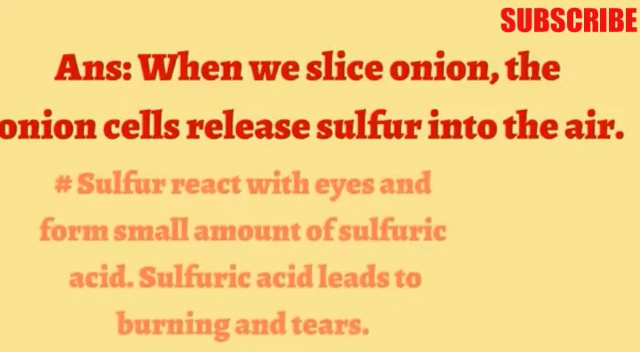 SUBSCRIBE
Ans: When we slice onion, the
onion cells release sulfur into the air.
# Sulfur react with eyes and
form small amount of sulfuric
acid. Sulfuric acid leads to
burning and tears.